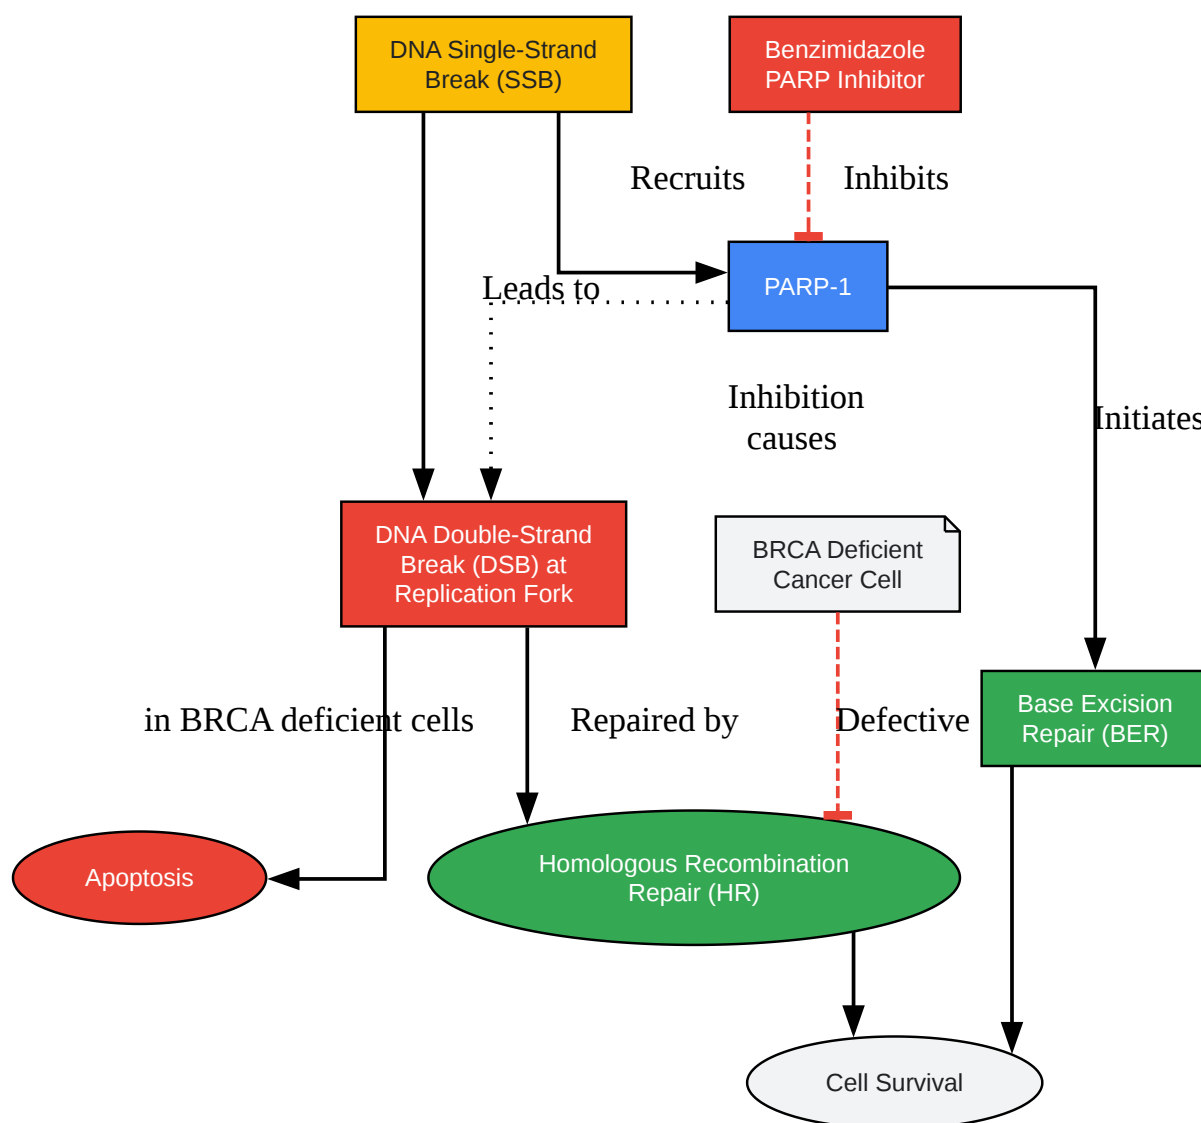 DNA Single-Strand
Break (SSB)
Benzimidazole
PARP Inhibitor
Recruits
Inhibits
Leads to
PARP-1
Inhibition
causes
Initiates
DNA Double-Strand
Break (DSB) at
Replication Fork
BRCA Deficient
Cancer Cell
in BRCA deficient cells
Repaired by
Defective
Base Excision
Repair (BER)
Apoptosis
Homologous Recombination
Repair (HR)
Cell Survival